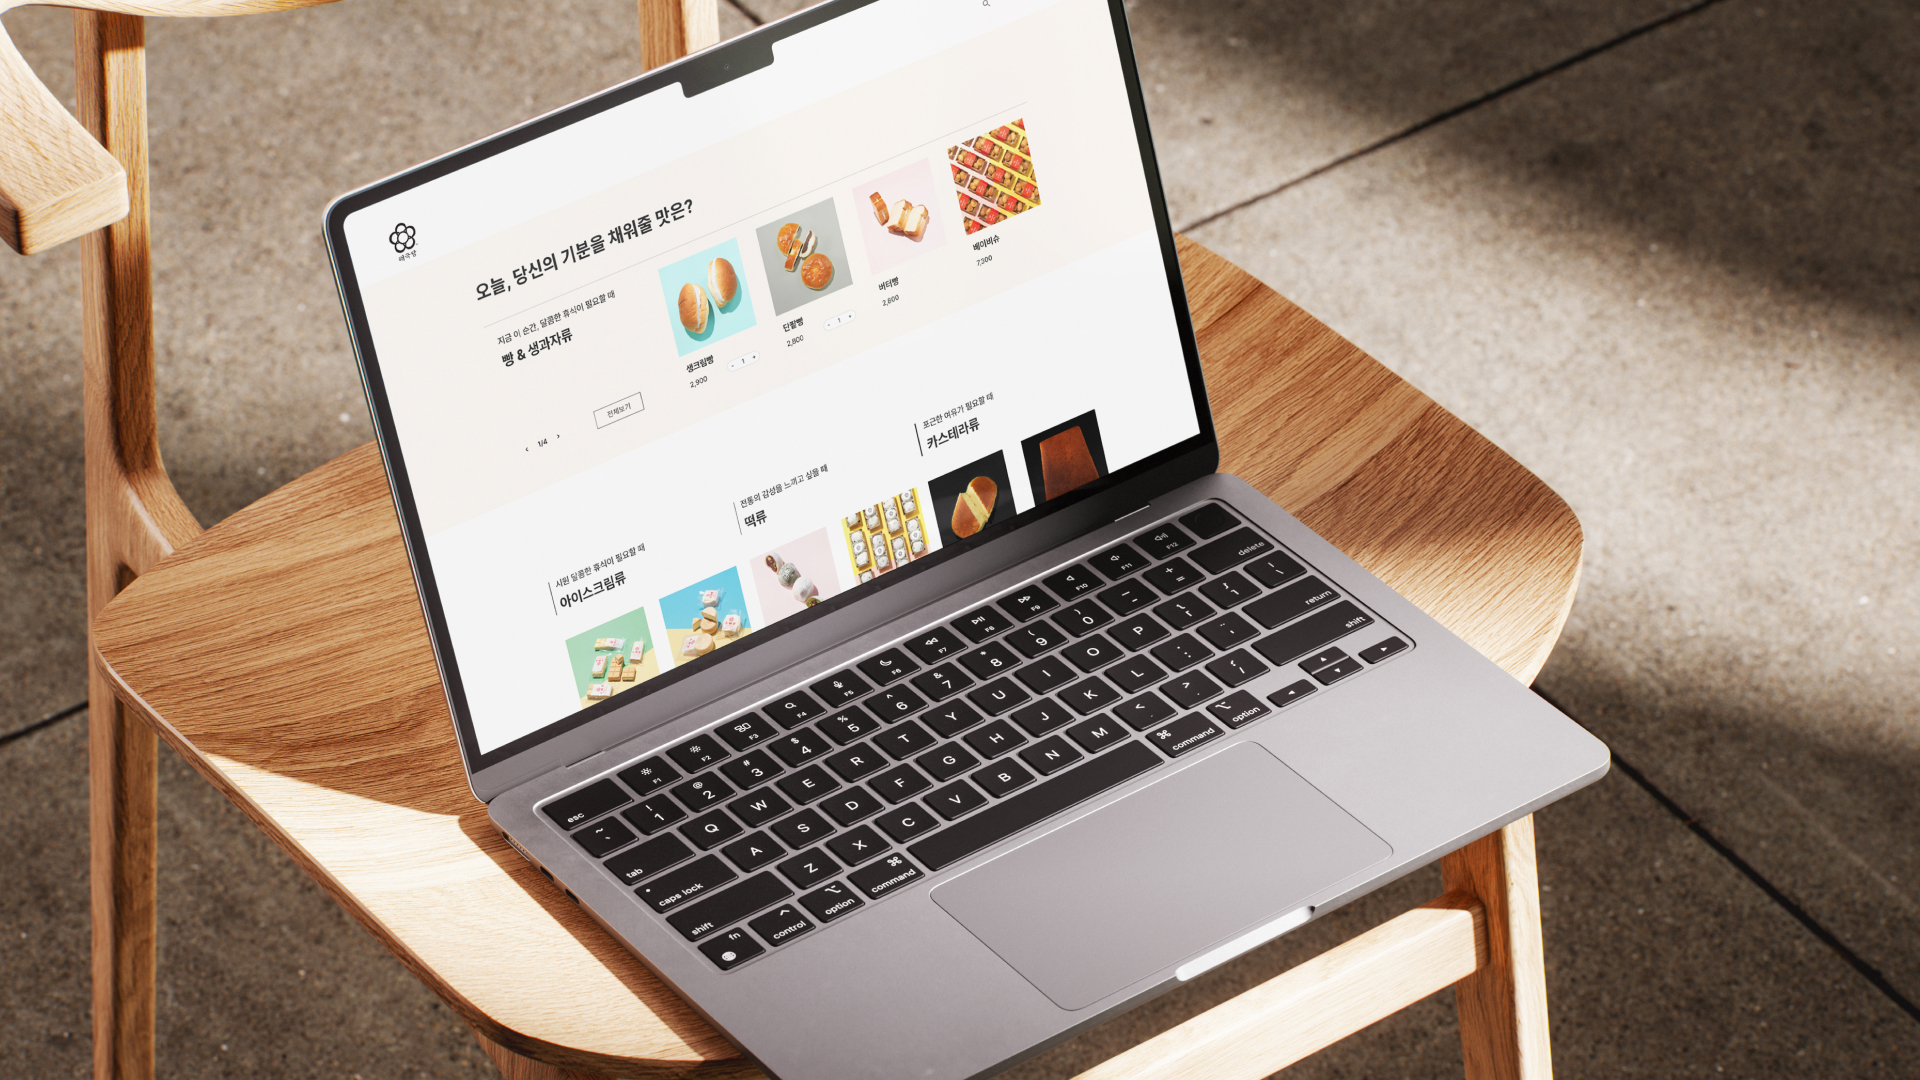 태극당
오늘, 당신의 기분을 채워줄 맛은?
지금 이 순간, 달콤한 휴식이 필요할 때
빵 & 생과자류
전체보기
‹ 1/4 ›
생크림빵
2,900
- 1 +
단팥빵
2,800
- 1 +
버터빵
2,600
베이비슈
7,200
시원 달콤한 휴식이 필요할 때
아이스크림류
전통의 감성을 느끼고 싶을 때
떡류
포근한 여유가 필요할 때
카스테라류
esc F1 F2 F3 F4 F5 F6 F7 F8 F9 F10 F11 F12
~ ` ! 1 @ 2 # 3 $ 4 % 5 ^ 6 & 7 * 8 ( 9 ) 0 _ - + = delete
tab Q W E R T Y U I O P { [ } ] | \
caps lock A S D F G H J K L : ; " ' return
shift Z X C V B N M < , > . ? / shift
fn control option command command option